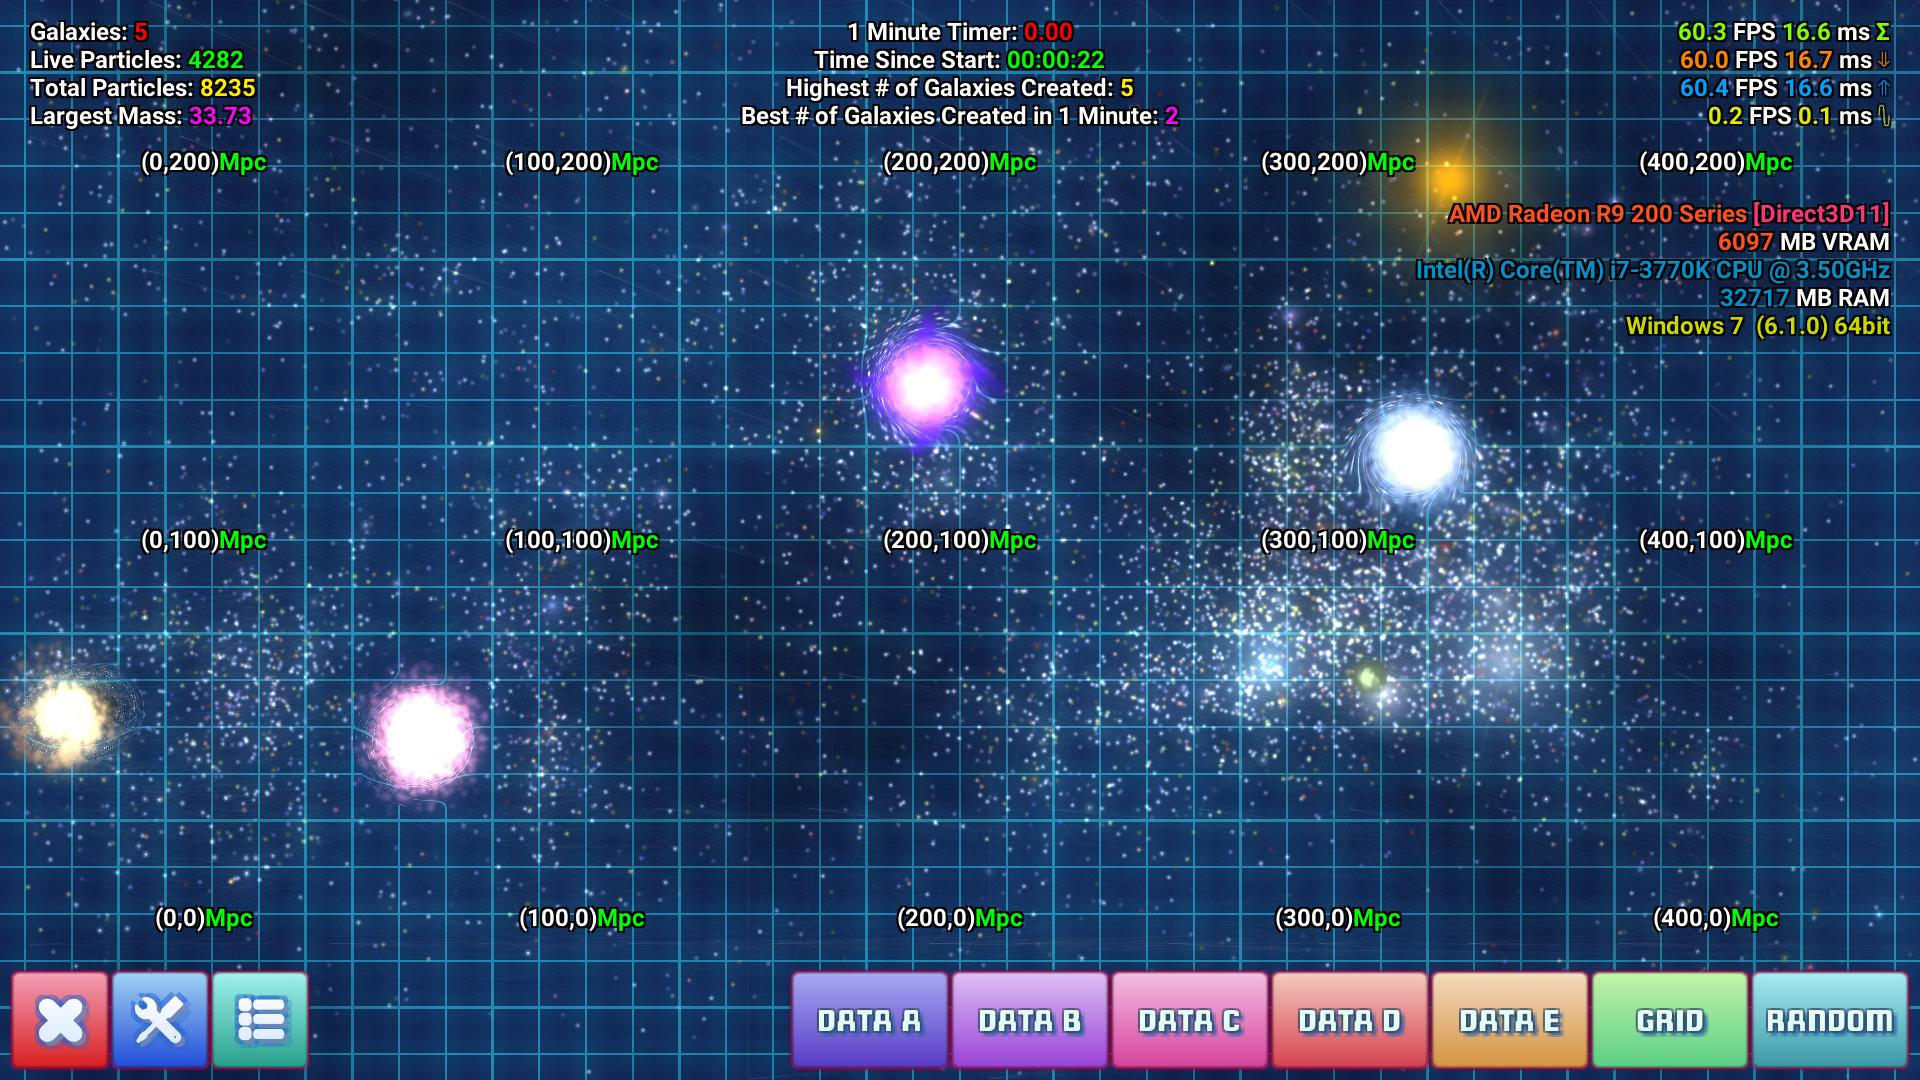 Galaxies: 5
Live Particles: 4282
Total Particles: 8235
Largest Mass: 33.73
1 Minute Timer: 0.00
Time Since Start: 00:00:22
Highest # of Galaxies Created: 5
Best # of Galaxies Created in 1 Minute: 2
60.3 FPS 16.6 ms Σ
60.0 FPS 16.7 ms ⇓
60.4 FPS 16.6 ms ⇑
0.2 FPS 0.1 ms
(0,200)Mpc
(100,200)Mpc
(200,200)Mpc
(300,200)Mpc
(400,200)Mpc
AMD Radeon R9 200 Series [Direct3D11]
6097 MB VRAM
Intel(R) Core(TM) i7-3770K CPU @ 3.50GHz
32717 MB RAM
Windows 7 (6.1.0) 64bit
(0,100)Mpc
(100,100)Mpc
(200,100)Mpc
(300,100)Mpc
(400,100)Mpc
(0,0)Mpc
(100,0)Mpc
(200,0)Mpc
(300,0)Mpc
(400,0)Mpc
DATA A
DATA B
DATA C
DATA D
DATA E
GRID
RANDOM